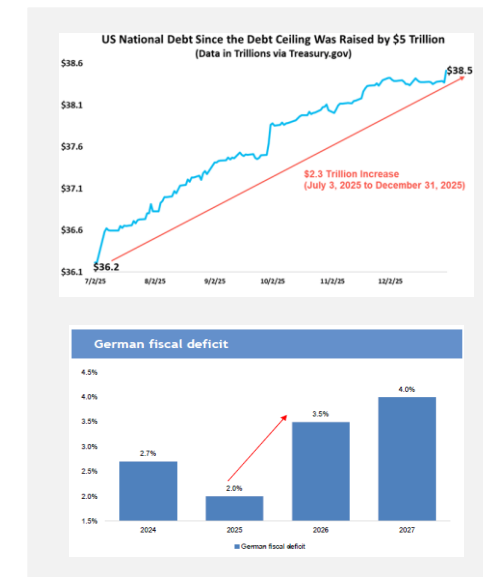 US National Debt Since the Debt Ceiling Was Raised by $5 Trillion
(Data in Trillions via Treasury.gov)
$38.6
$38.5
$38.1
$37.6
$2.3 Trillion Increase
(July 3, 2025 to December 31, 2025)
$37.1
$36.6
$36.2
$36.1
7/2/25 8/2/25 9/2/25 10/2/25 11/2/25 12/2/25
German fiscal deficit
4.5%
4.0%
4.0%
3.5%
3.5%
3.0%
2.7%
2.5%
2.0%
2.0%
1.5%
2024 2025 2026 2027
German fiscal deficit